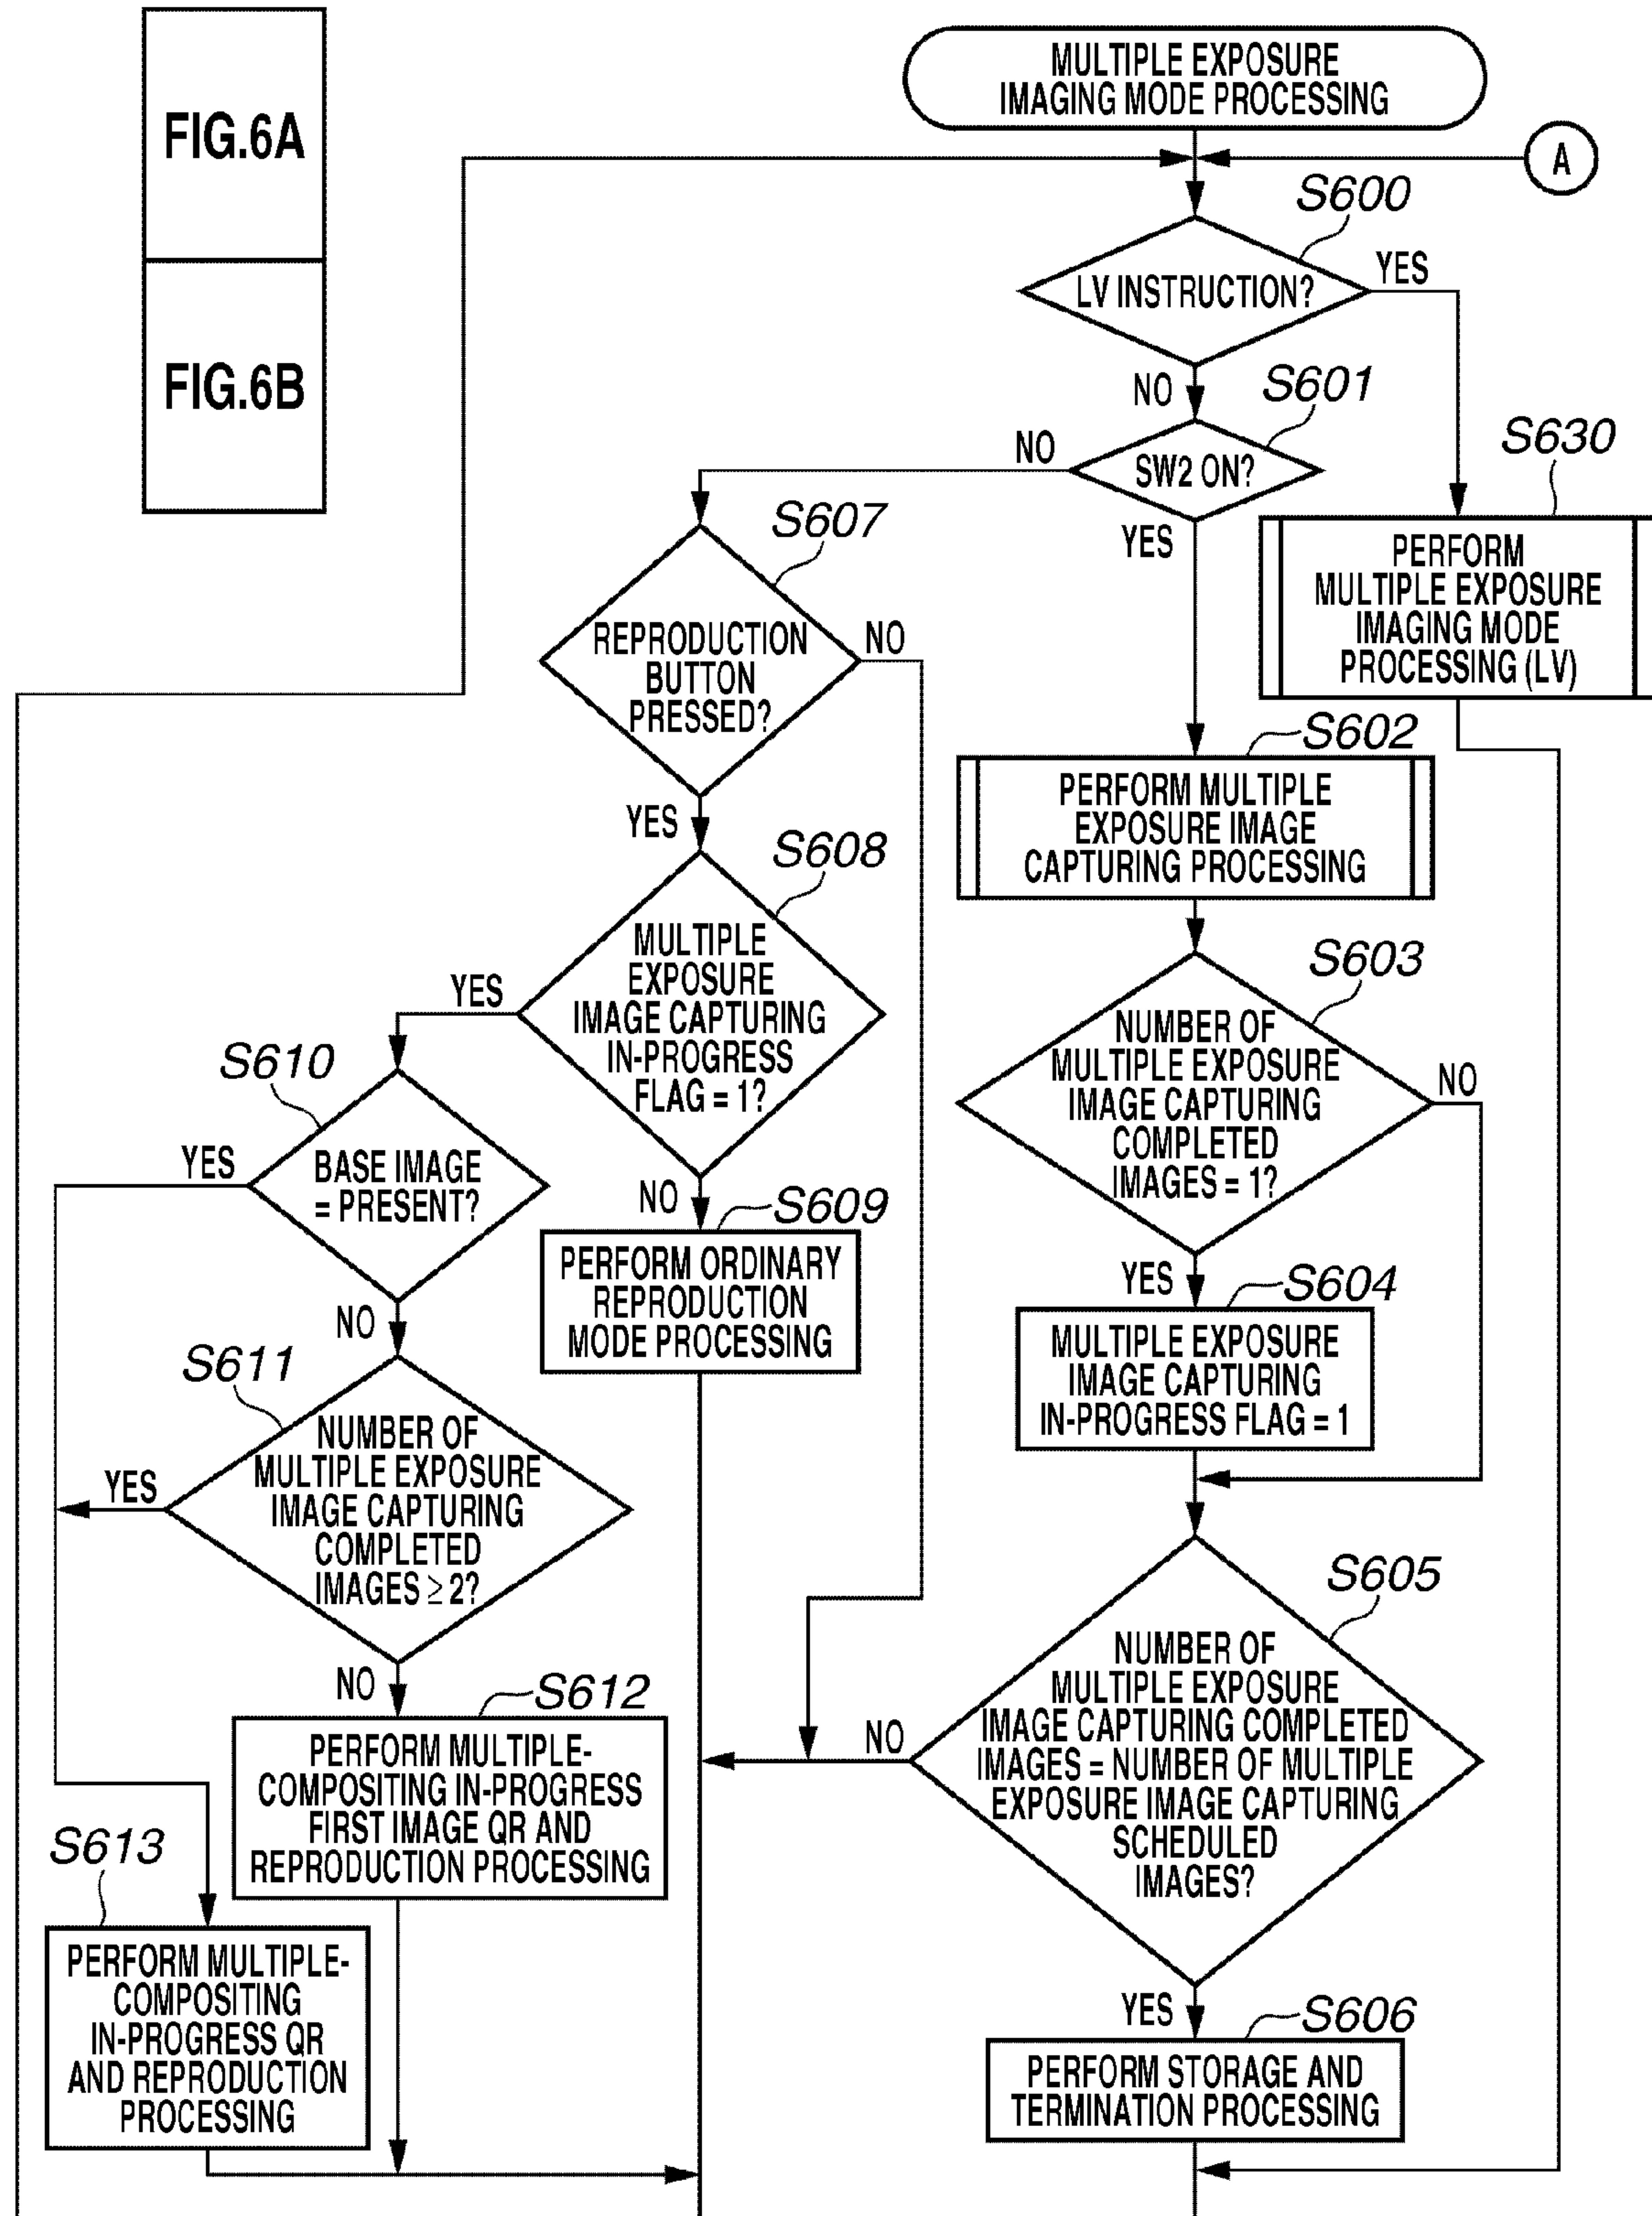 FIG.6A
FIG.6B
MULTIPLE EXPOSURE
IMAGING MODE PROCESSING
A
S600
LV INSTRUCTION?
YES
NO
S601
SW2 ON?
NO
YES
S630
PERFORM
MULTIPLE EXPOSURE
IMAGING MODE
PROCESSING (LV)
S607
REPRODUCTION
BUTTON
PRESSED?
NO
YES
S602
PERFORM MULTIPLE
EXPOSURE IMAGE
CAPTURING PROCESSING
S608
MULTIPLE
EXPOSURE
IMAGE CAPTURING
IN-PROGRESS
FLAG = 1?
YES
NO
S603
NUMBER OF
MULTIPLE EXPOSURE
IMAGE CAPTURING
COMPLETED
IMAGES = 1?
NO
YES
S610
BASE IMAGE
= PRESENT?
YES
NO
S609
PERFORM ORDINARY
REPRODUCTION
MODE PROCESSING
S604
MULTIPLE EXPOSURE
IMAGE CAPTURING
IN-PROGRESS FLAG = 1
S611
NUMBER OF
MULTIPLE EXPOSURE
IMAGE CAPTURING
COMPLETED
IMAGES ≥ 2?
YES
NO
S605
NUMBER OF
MULTIPLE EXPOSURE
IMAGE CAPTURING COMPLETED
IMAGES = NUMBER OF MULTIPLE
EXPOSURE IMAGE CAPTURING
SCHEDULED
IMAGES?
NO
YES
S612
PERFORM MULTIPLE-
COMPOSITING IN-PROGRESS
FIRST IMAGE QR AND
REPRODUCTION PROCESSING
S613
PERFORM MULTIPLE-
COMPOSITING
IN-PROGRESS QR
AND REPRODUCTION
PROCESSING
S606
PERFORM STORAGE AND
TERMINATION PROCESSING